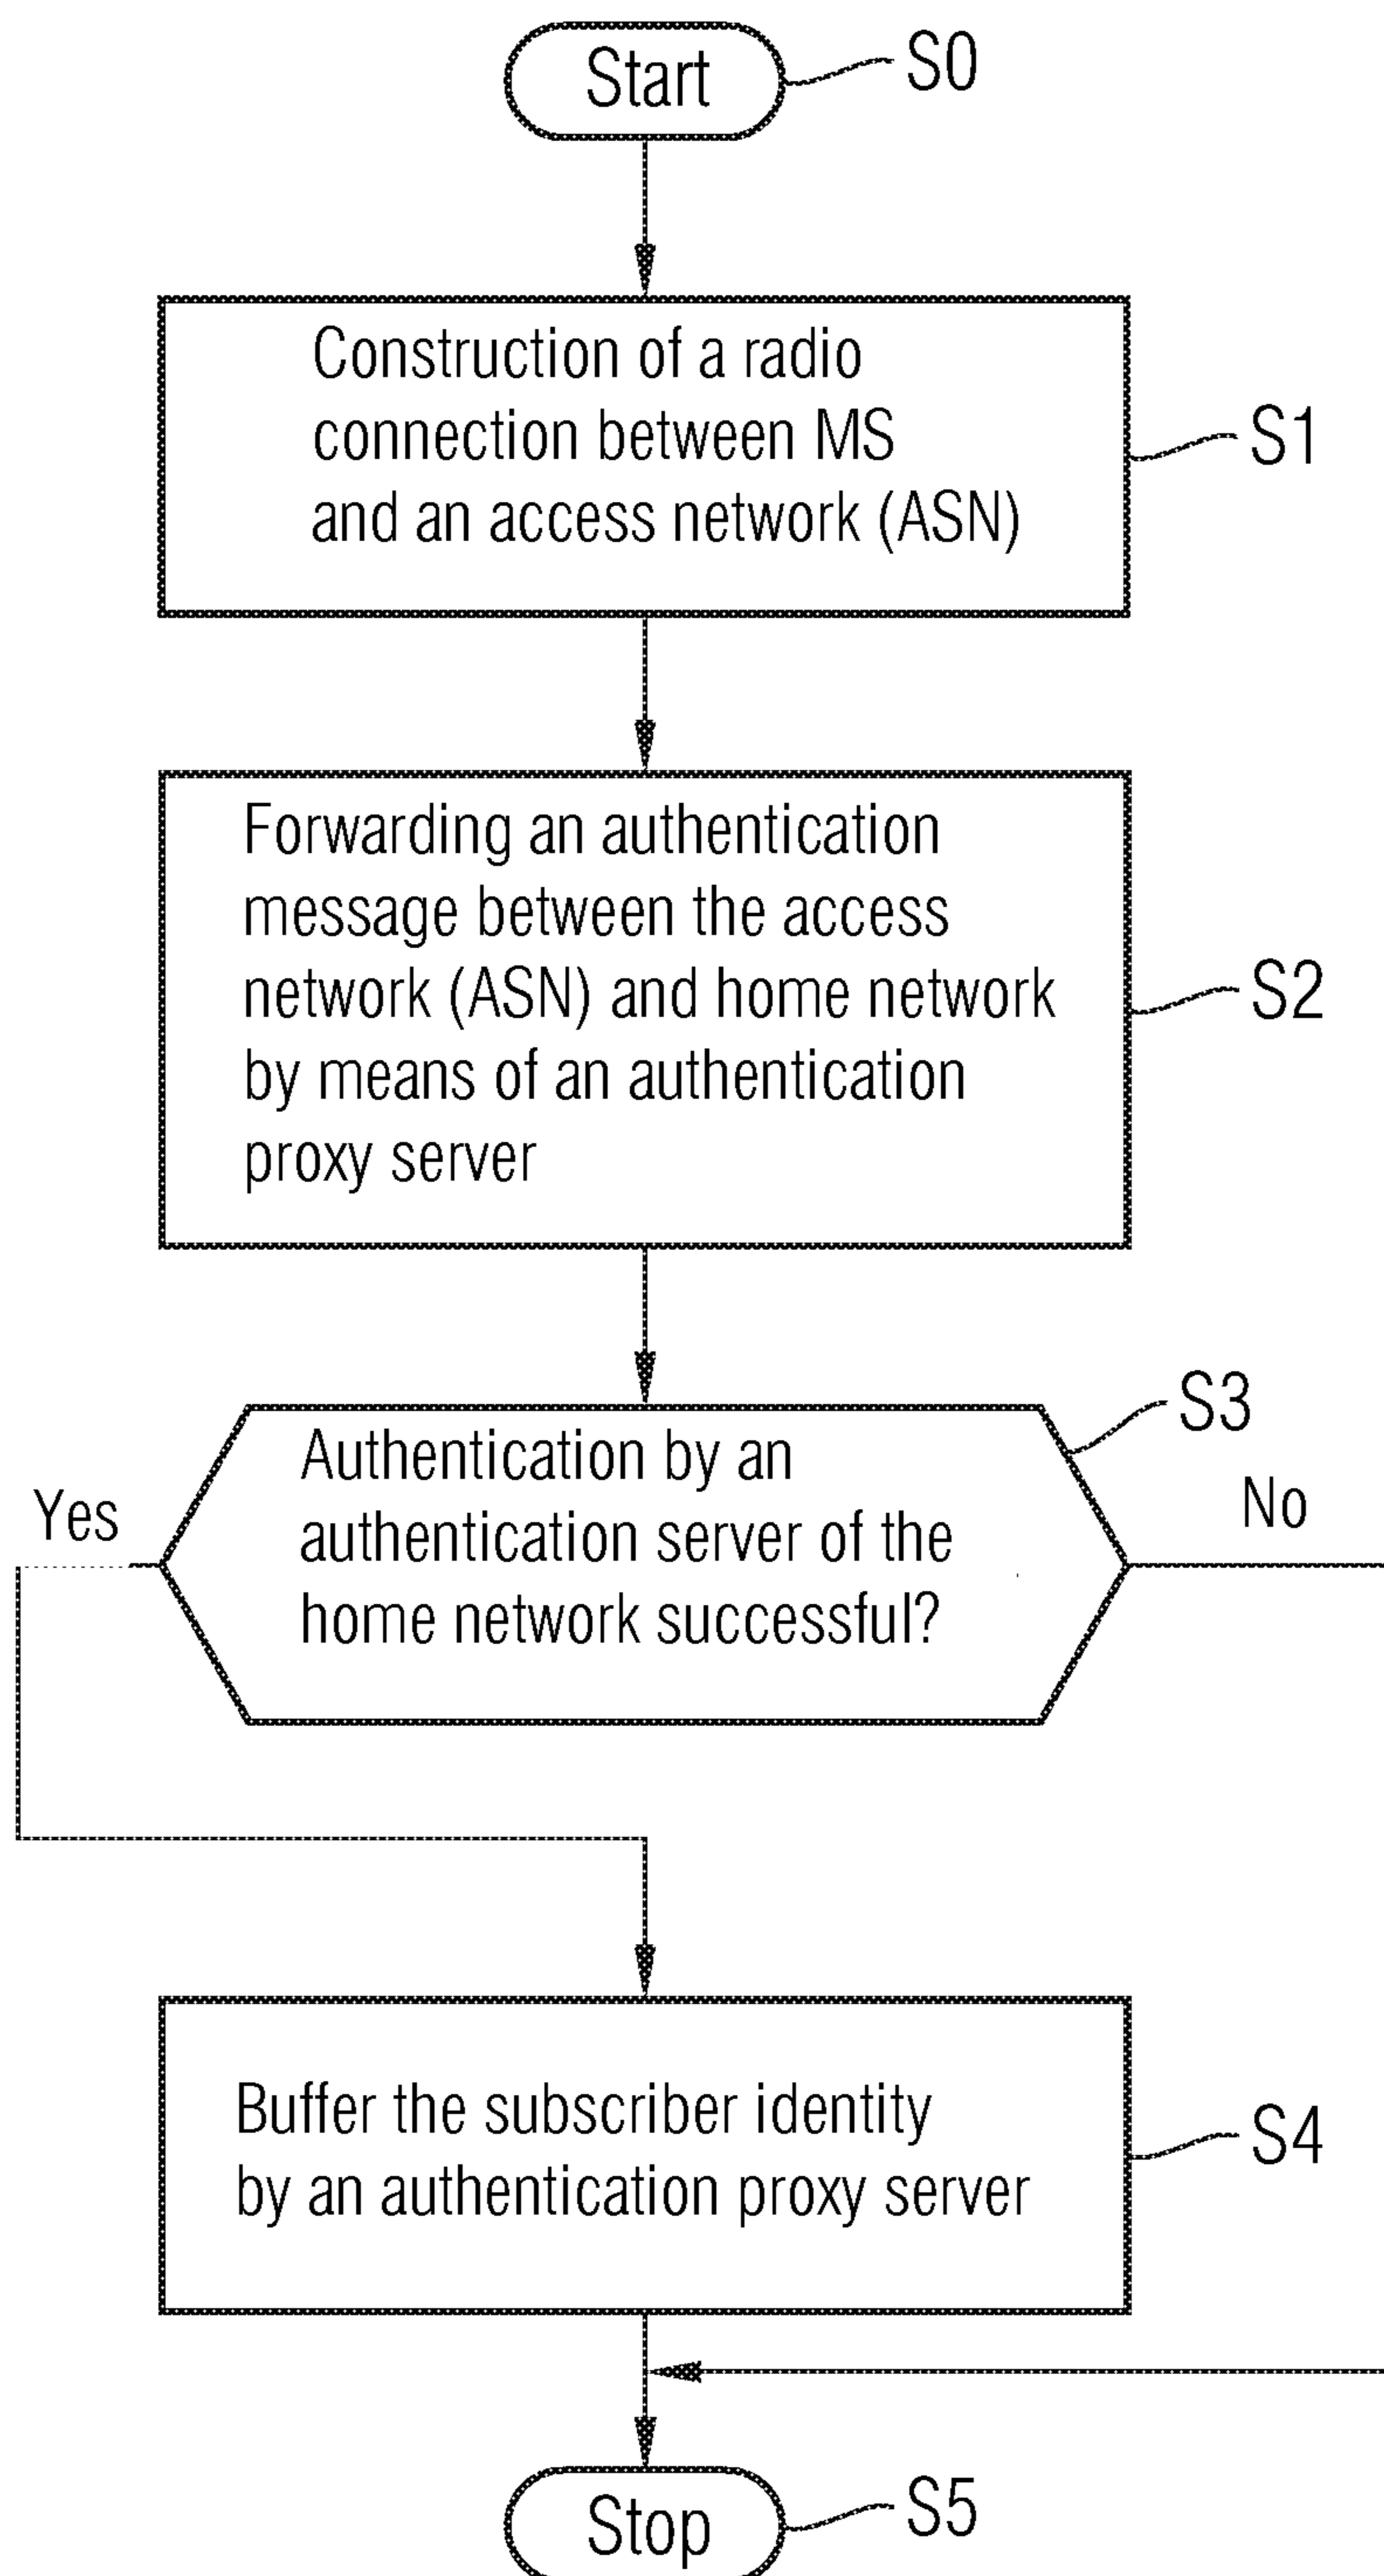 Start
S0
Construction of a radio
connection between MS
and an access network (ASN)
S1
Forwarding an authentication
message between the access
network (ASN) and home network
by means of an authentication
proxy server
S2
S3
Yes
Authentication by an
authentication server of the
home network successful?
No
Buffer the subscriber identity
by an authentication proxy server
S4
Stop
S5